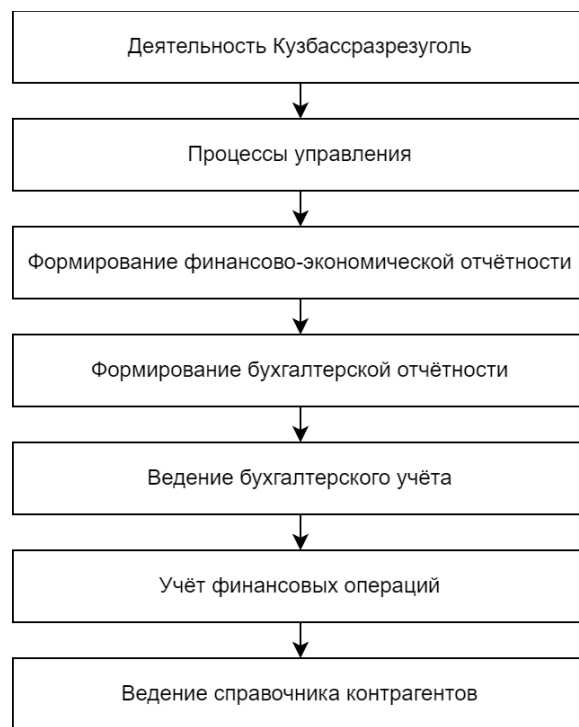 Деятельность Кузбассразрезуголь
Процессы управления
Формирование финансово-экономической отчётности
Формирование бухгалтерской отчётности
Ведение бухгалтерского учёта
Учёт финансовых операций
Ведение справочника контрагентов